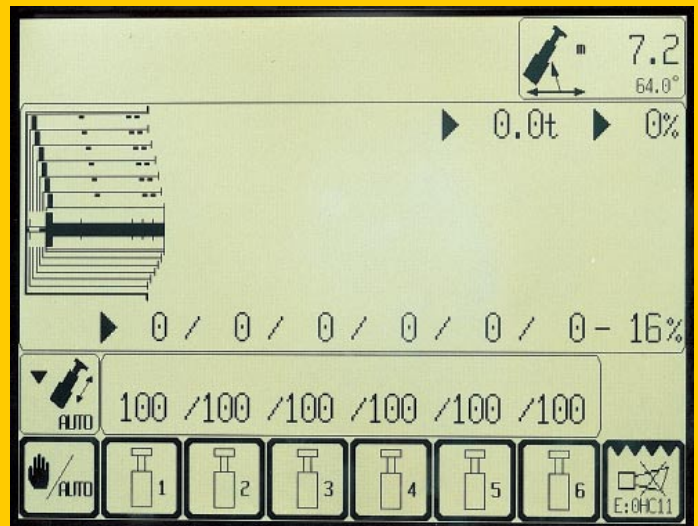 m 7.2
64.0°
0.0t 0%
0 / 0 / 0 / 0 / 0 / 0 - 16%
AUTO
100 /100 /100 /100 /100 /100
/AUTO 1 2 3 4 5 6
E:0HC11